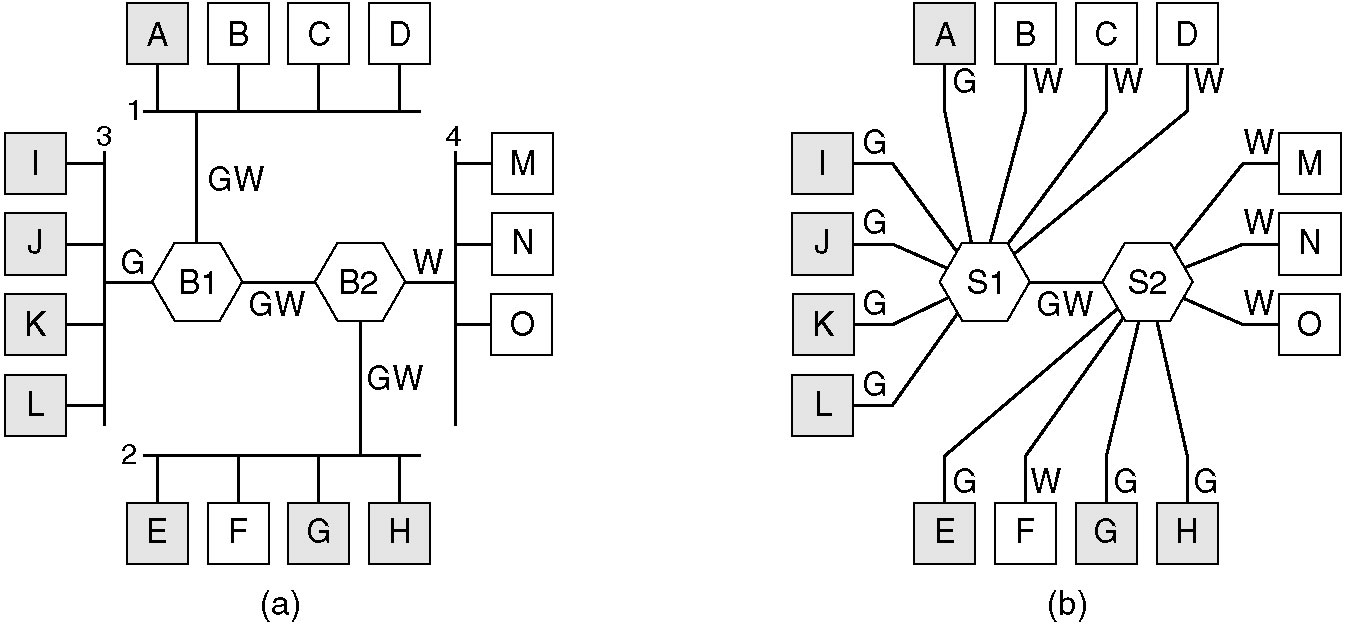 A B C D
G W W W
1
3 4
I M
GW
J N
G B1 GW B2 W
K O
GW
L
2
E F G H
(a)
A B C D
G W W W
I G W M
J G W N
S1 GW S2
K G W O
L G
G W G G
E F G H
(b)